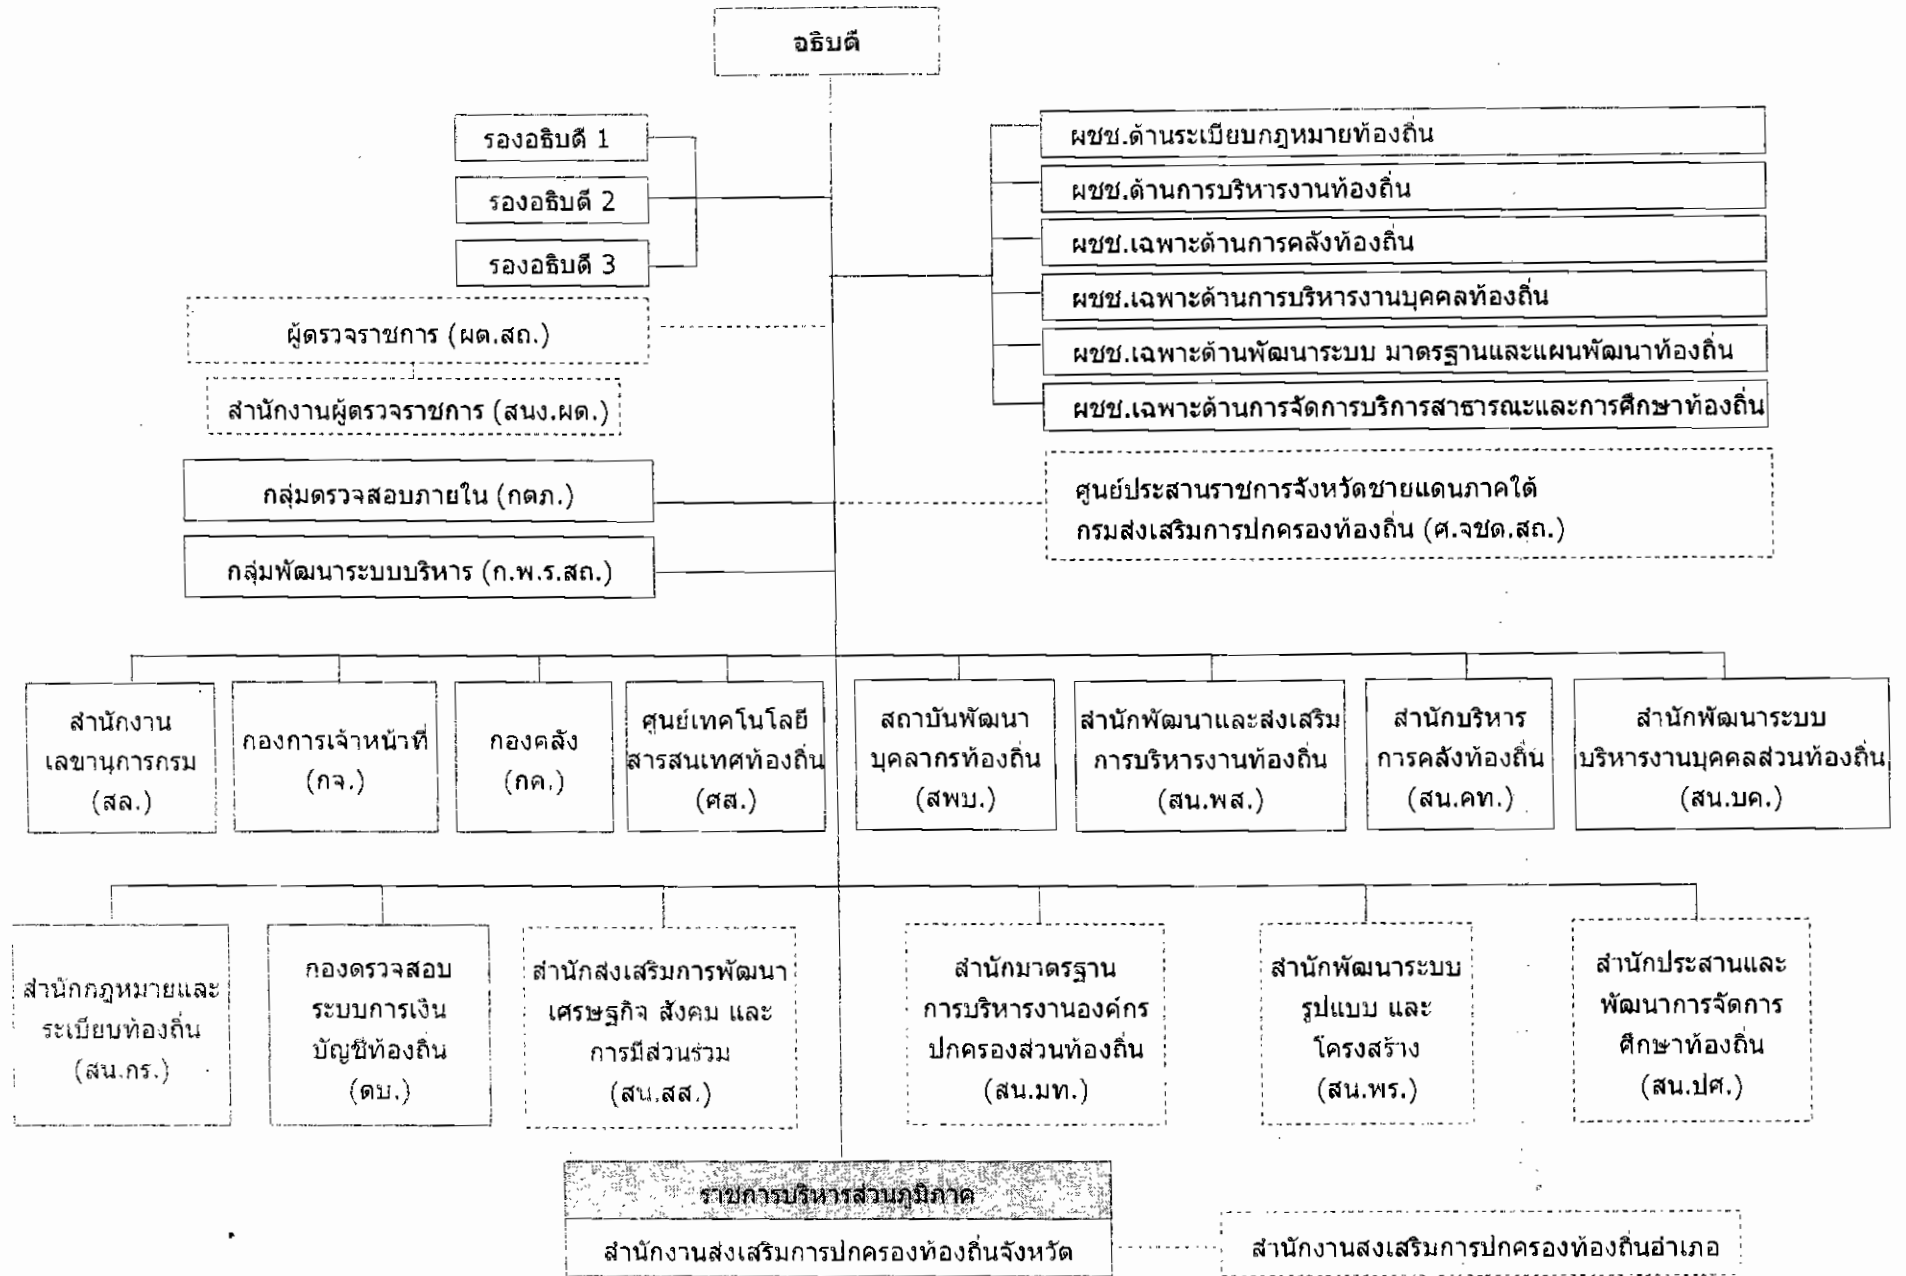 อธิบดี
รองอธิบดี 1
รองอธิบดี 2
รองอธิบดี 3
ผชช.ด้านระเบียบกฎหมายท้องถิ่น
ผชช.ด้านการบริหารงานท้องถิ่น
ผชช.เฉพาะด้านการคลังท้องถิ่น
ผชช.เฉพาะด้านการบริหารงานบุคคลท้องถิ่น
ผชช.เฉพาะด้านพัฒนาระบบ มาตรฐานและแผนพัฒนาท้องถิ่น
ผชช.เฉพาะด้านการจัดการบริการสาธารณะและการศึกษาท้องถิ่น
ผู้ตรวจราชการ (ผต.สถ.)
สำนักงานผู้ตรวจราชการ (สนง.ผต.)
กลุ่มตรวจสอบภายใน (กตภ.)
ศูนย์ประสานราชการจังหวัดชายแดนภาคใต้
กรมส่งเสริมการปกครองท้องถิ่น (ศ.จชต.สถ.)
กลุ่มพัฒนาระบบบริหาร (ก.พ.ร.สถ.)
สำนักงาน
เลขานุการกรม
(สล.)
กองการเจ้าหน้าที่
(กจ.)
กองคลัง
(กค.)
ศูนย์เทคโนโลยี
สารสนเทศท้องถิ่น
(ศส.)
สถาบันพัฒนา
บุคลากรท้องถิ่น
(สพบ.)
สำนักพัฒนาและส่งเสริม
การบริหารงานท้องถิ่น
(สน.พส.)
สำนักบริหาร
การคลังท้องถิ่น
(สน.คท.)
สำนักพัฒนาระบบ
บริหารงานบุคคลส่วนท้องถิ่น
(สน.บค.)
สำนักกฎหมายและ
ระเบียบท้องถิ่น
(สน.กร.)
กองตรวจสอบ
ระบบการเงิน
บัญชีท้องถิ่น
(ตบ.)
สำนักส่งเสริมการพัฒนา
เศรษฐกิจ สังคม และ
การมีส่วนร่วม
(สน.สส.)
สำนักมาตรฐาน
การบริหารงานองค์กร
ปกครองส่วนท้องถิ่น
(สน.มท.)
สำนักพัฒนาระบบ
รูปแบบ และ
โครงสร้าง
(สน.พร.)
สำนักประสานและ
พัฒนาการจัดการ
ศึกษาท้องถิ่น
(สน.ปศ.)
ราชการบริหารส่วนภูมิภาค
สำนักงานส่งเสริมการปกครองท้องถิ่นจังหวัด
สำนักงานส่งเสริมการปกครองท้องถิ่นอำเภอ